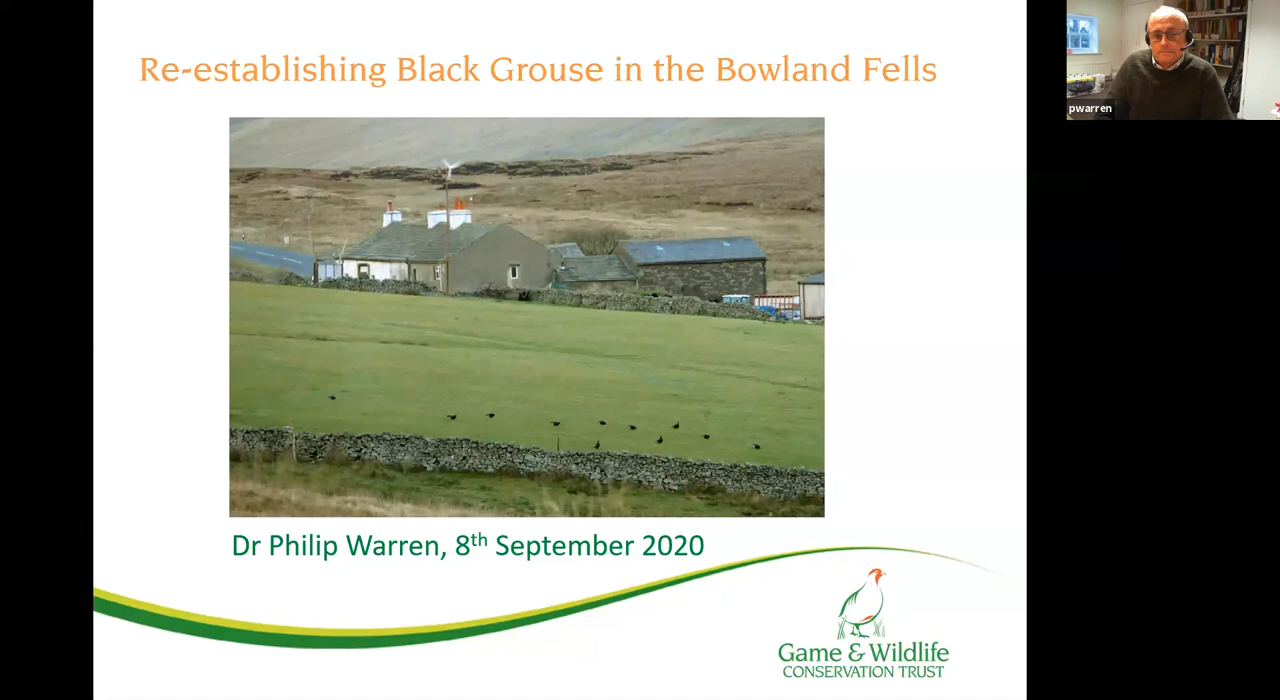 Re-establishing Black Grouse in the Bowland Fells
pwarren
Dr Philip Warren, 8th September 2020
Game & Wildlife
CONSERVATION TRUST